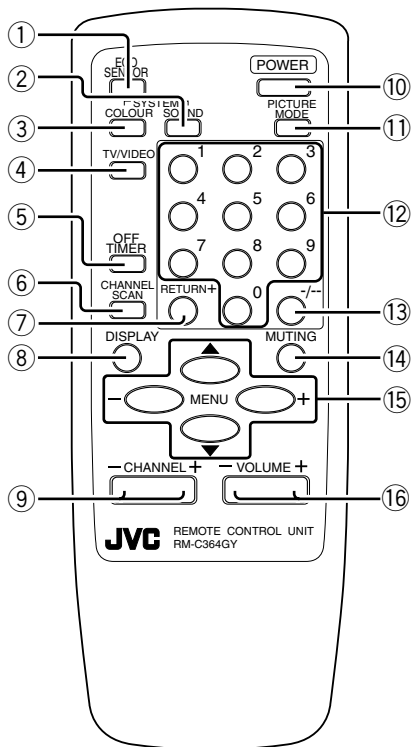 ① ECO SENSOR
② SYSTEM SOUND
③ COLOUR
④ TV/VIDEO
⑤ OFF TIMER
⑥ CHANNEL SCAN
⑦ RETURN+
⑧ DISPLAY
⑨ − CHANNEL +
POWER ⑩
PICTURE MODE ⑪
1 2 3
4 5 6 ⑫
7 8 9
0 -/-- ⑬
MUTING ⑭
− MENU + ⑮
− VOLUME + ⑯
JVC REMOTE CONTROL UNIT
RM-C364GY